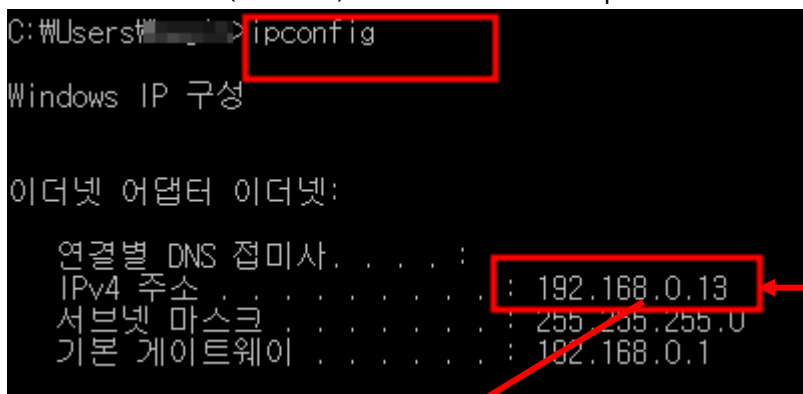 C:₩Users₩ >ipconfig
Windows IP 구성
이더넷 어댑터 이더넷:
연결별 DNS 접미사. . . . :
IPv4 주소 . . . . . . . . . : 192.168.0.13
서브넷 마스크 . . . . . . . : 255.255.255.0
기본 게이트웨이 . . . . . . : 192.168.0.1